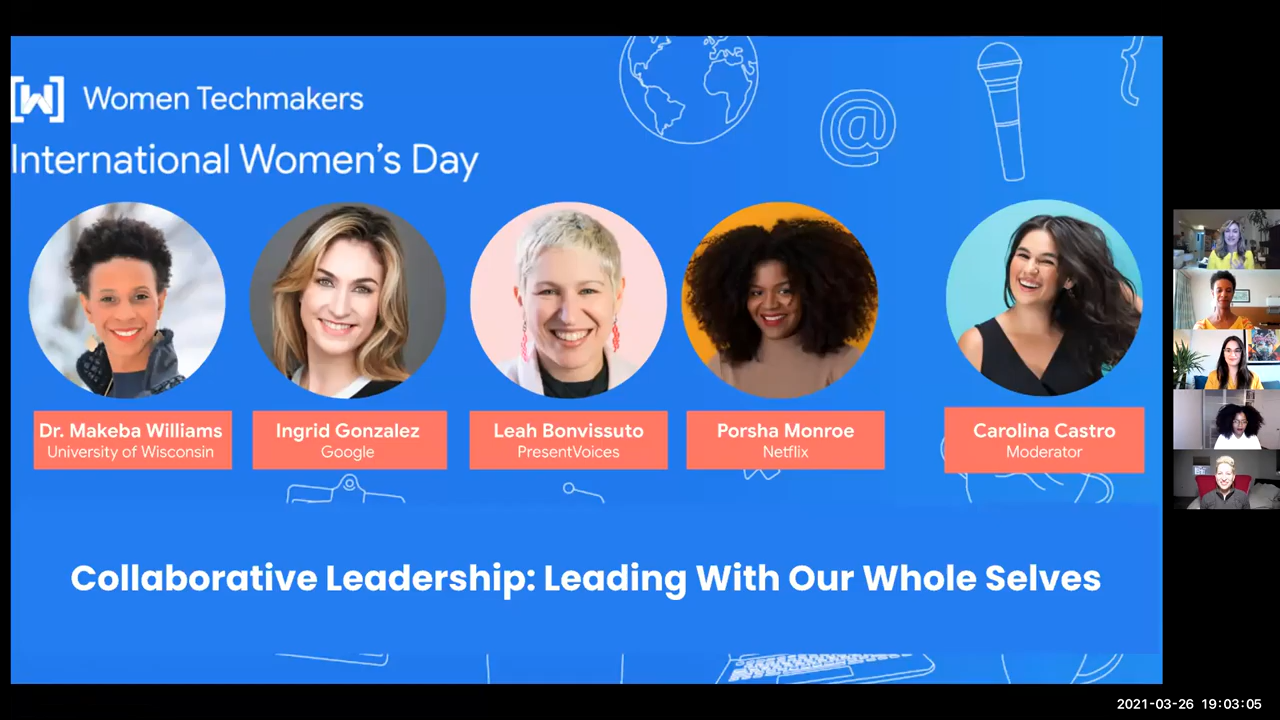 [W] Women Techmakers
International Women's Day
@
{
Dr. Makeba Williams
University of Wisconsin
Ingrid Gonzalez
Google
Leah Bonvissuto
PresentVoices
Porsha Monroe
Netflix
Carolina Castro
Moderator
Collaborative Leadership: Leading With Our Whole Selves
2021-03-26 19:03:05